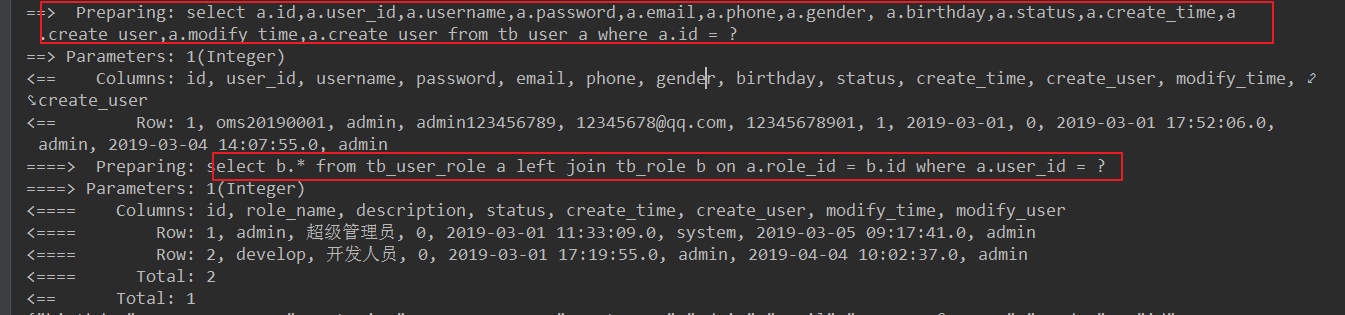 ==>  Preparing: select a.id,a.user_id,a.username,a.password,a.email,a.phone,a.gender, a.birthday,a.status,a.create_time,a
.create_user,a.modify_time,a.create_user from tb_user a where a.id = ?
==> Parameters: 1(Integer)
<==    Columns: id, user_id, username, password, email, phone, gender, birthday, status, create_time, create_user, modify_time,
create_user
<==        Row: 1, oms20190001, admin, admin123456789, 12345678@qq.com, 12345678901, 1, 2019-03-01, 0, 2019-03-01 17:52:06.0,
admin, 2019-03-04 14:07:55.0, admin
====>  Preparing: select b.* from tb_user_role a left join tb_role b on a.role_id = b.id where a.user_id = ?
====> Parameters: 1(Integer)
<====    Columns: id, role_name, description, status, create_time, create_user, modify_time, modify_user
<====        Row: 1, admin, 超级管理员, 0, 2019-03-01 11:33:09.0, system, 2019-03-05 09:17:41.0, admin
<====        Row: 2, develop, 开发人员, 0, 2019-03-01 17:19:55.0, admin, 2019-04-04 10:02:37.0, admin
<====      Total: 2
<==      Total: 1